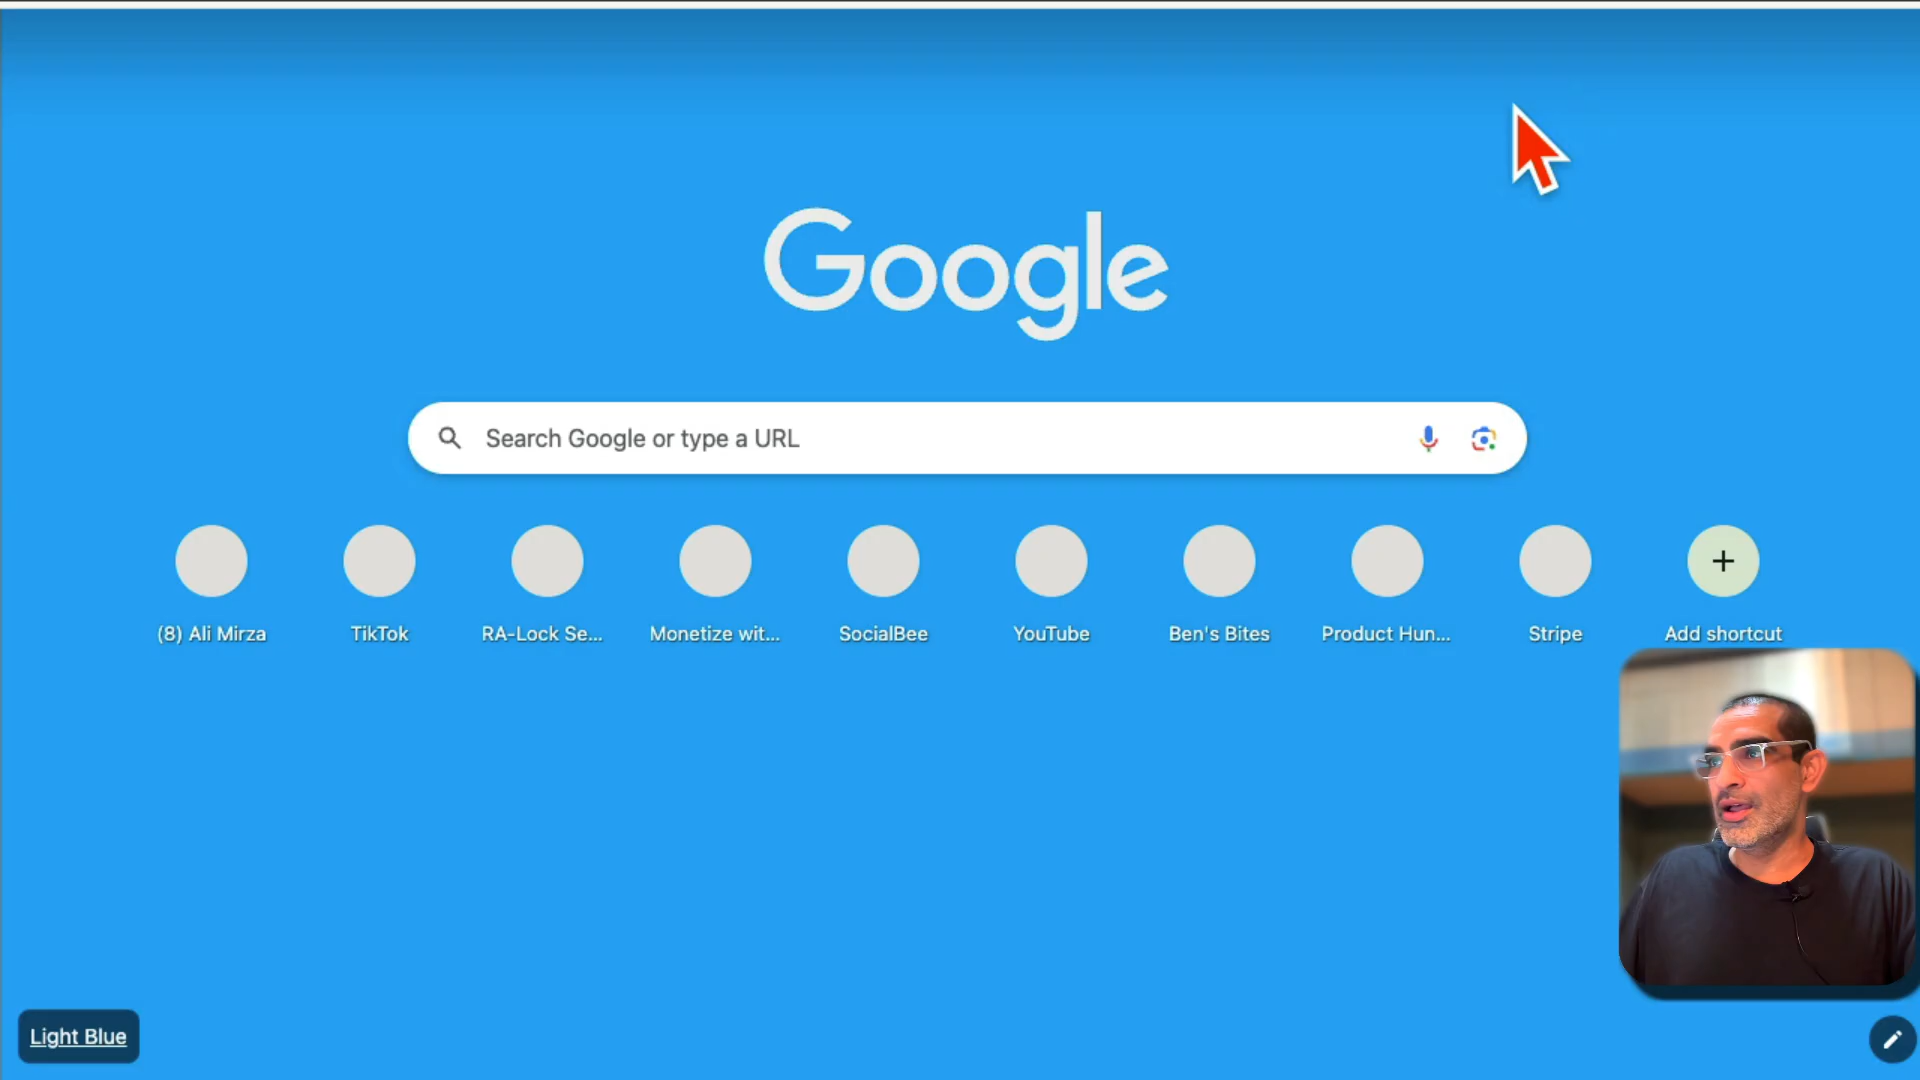 Google
Search Google or type a URL
(8) Ali Mirza
TikTok
RA-Lock Se...
Monetize wit...
SocialBee
YouTube
Ben's Bites
Product Hun...
Stripe
Add shortcut
Light Blue